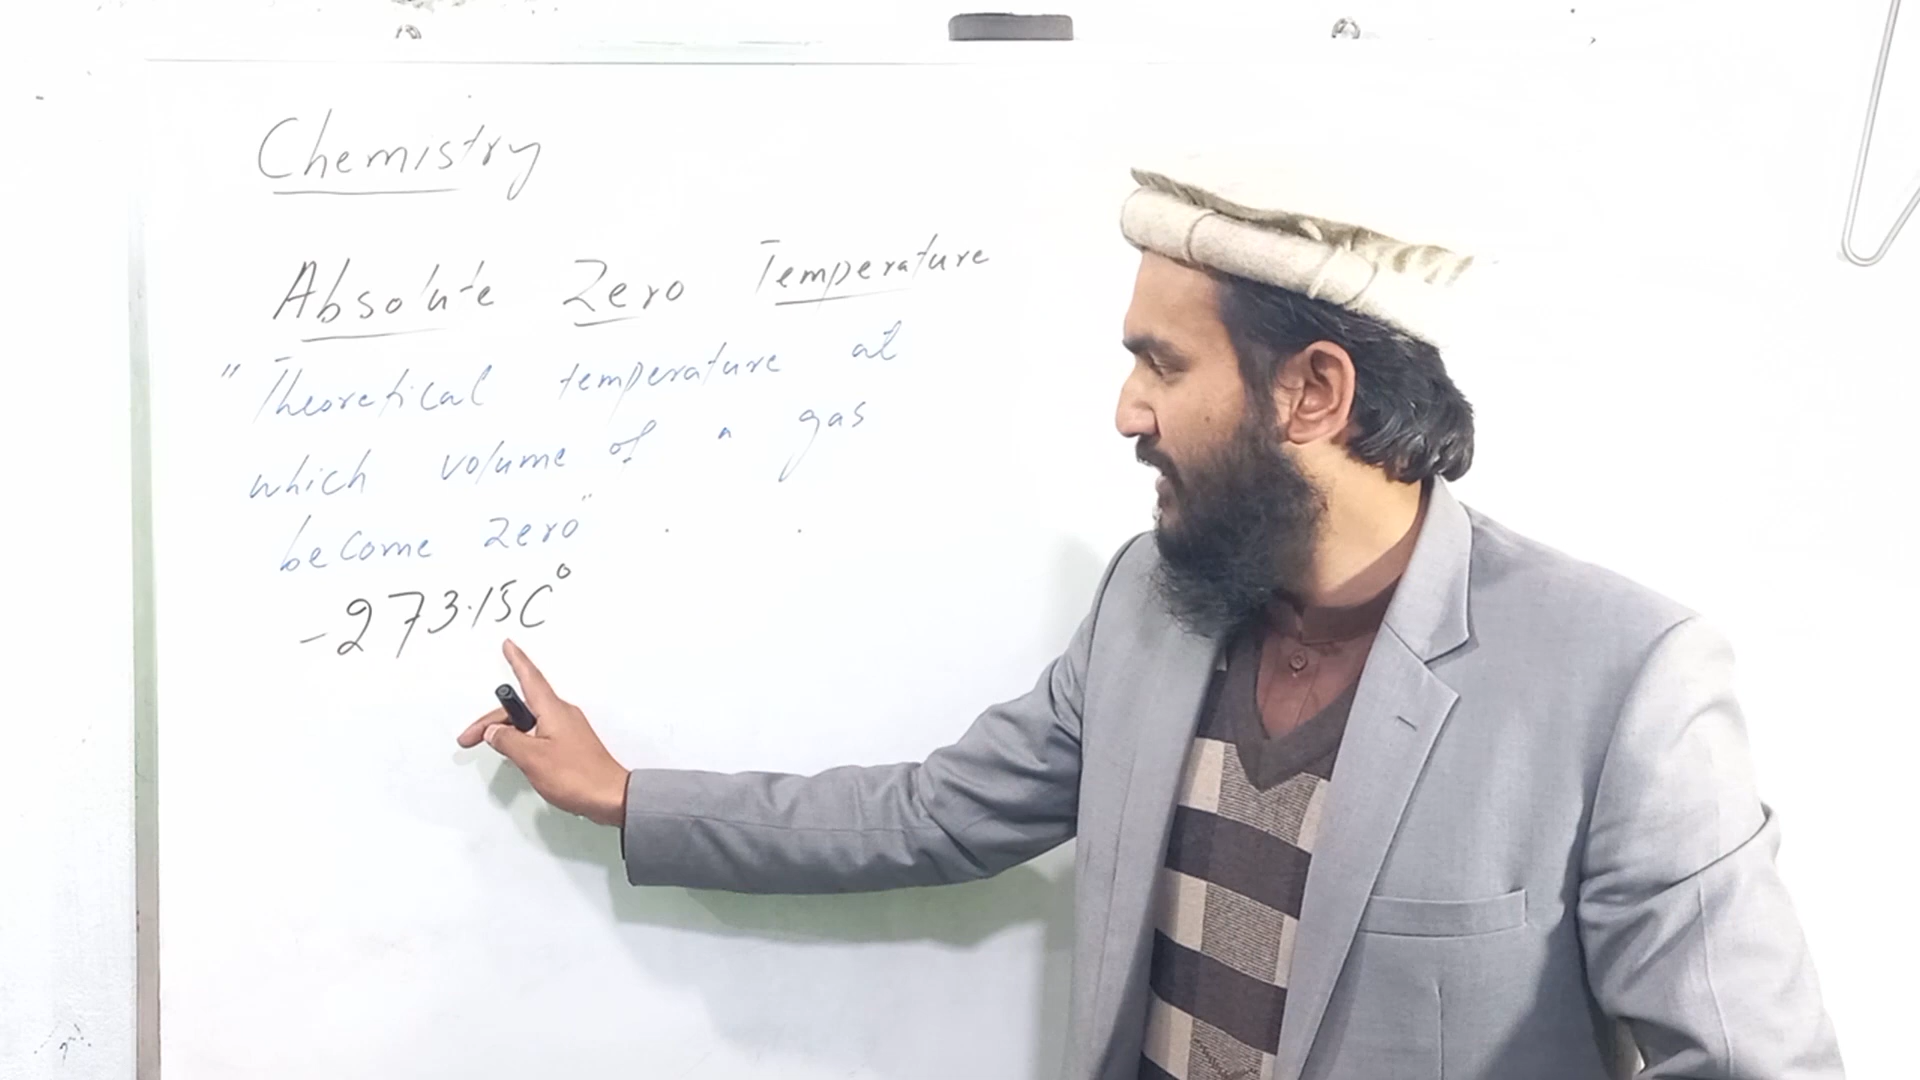 Chemistry
Absolute Zero Temperature
"Theoretical temperature at
which volume of a gas
become zero"
-273.15C°